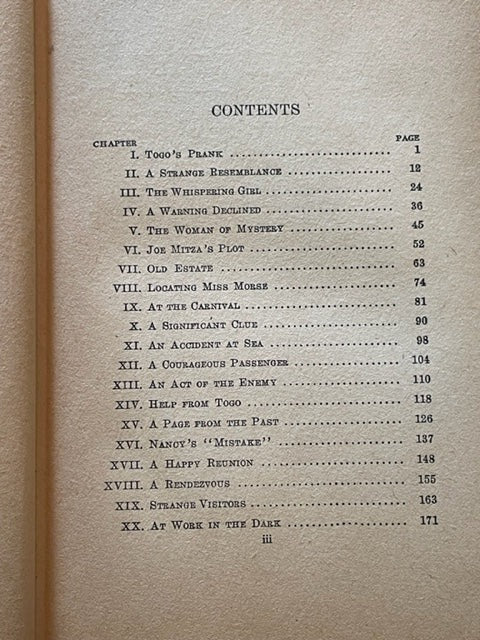 CONTENTS
CHAPTER PAGE
I. Togo's Prank .......................... 1
II. A Strange Resemblance ................ 12
III. The Whispering Girl ................. 24
IV. A Warning Declined ................... 36
V. The Woman of Mystery .................. 45
VI. Joe Mitza's Plot ..................... 52
VII. Old Estate .......................... 63
VIII. Locating Miss Morse ................ 74
IX. At the Carnival ...................... 81
X. A Significant Clue .................... 90
XI. An Accident at Sea ................... 98
XII. A Courageous Passenger .............. 104
XIII. An Act of the Enemy ................ 110
XIV. Help from Togo ...................... 118
XV. A Page from the Past ................. 126
XVI. Nancy's "Mistake" ................... 137
XVII. A Happy Reunion .................... 148
XVIII. A Rendezvous ...................... 155
XIX. Strange Visitors .................... 163
XX. At Work in the Dark .................. 171
iii